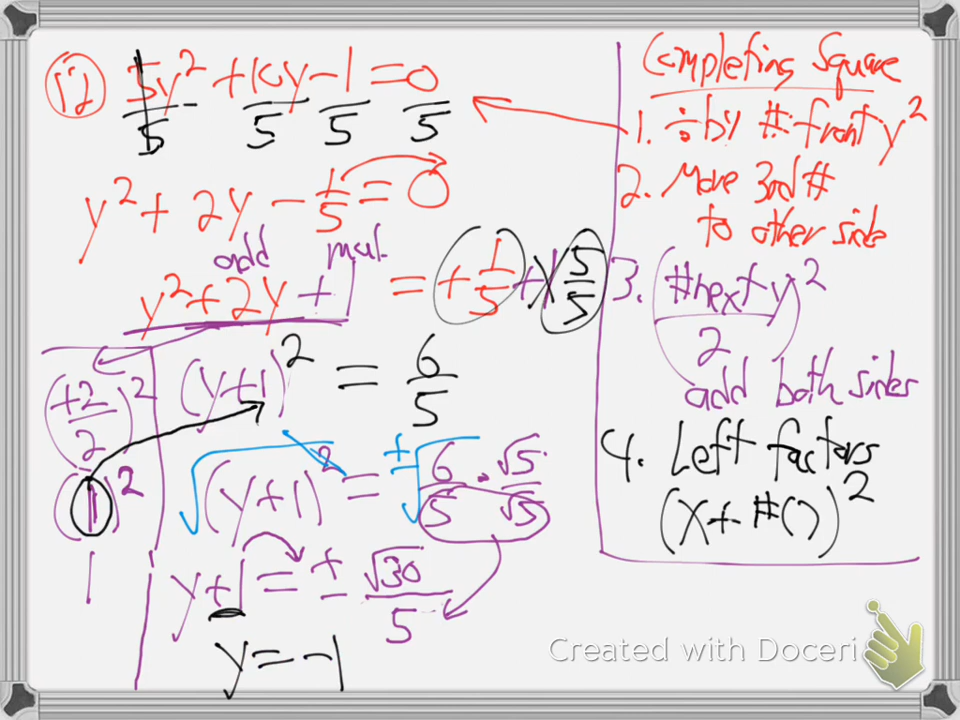 12) 5y² + 10y - 1 = 0
5 5 5 5
y² + 2y - 1/5 = 0
add mul.
y² + 2y + 1 = + 1/5 + 1 5/5
(+2/2)² (y+1)² = 6/5
(1)² √(y+1)² = ±√6/5 · √5/√5
1 y+1 = ± √30/5
y = -1
Completing Square
1. ÷ by # front y²
2. Move 3rd #
to other side
3. (#next y/2)²
add both sides
4. Left factors
(x + #())²
Created with Doceri